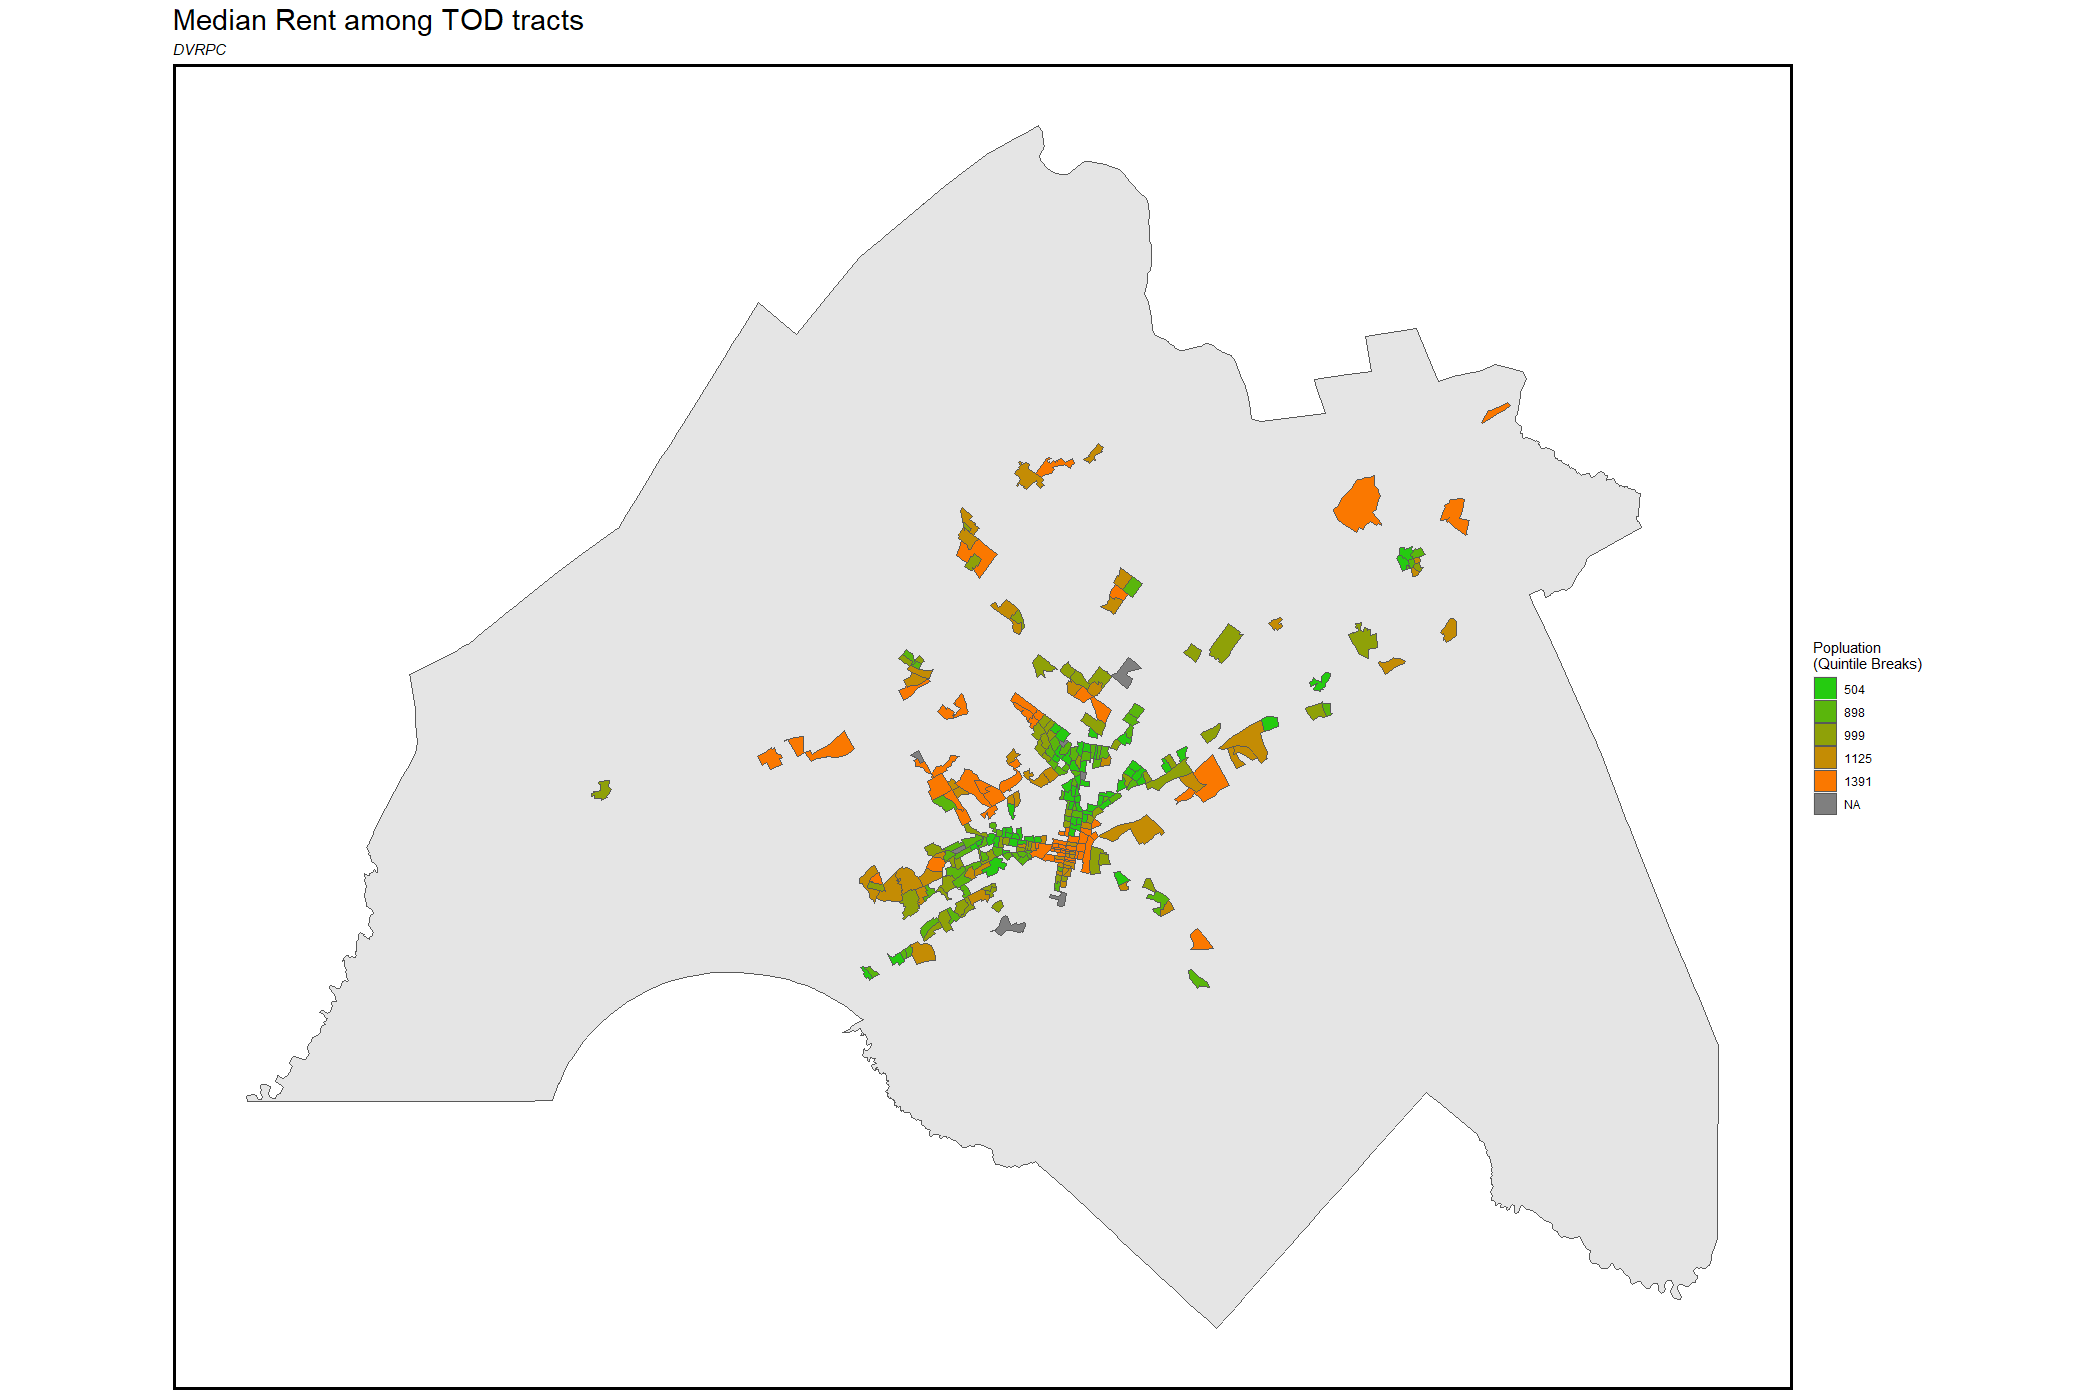 Median Rent among TOD tracts
DVRPC
Popluation
(Quintile Breaks)
504
898
999
1125
1391
NA